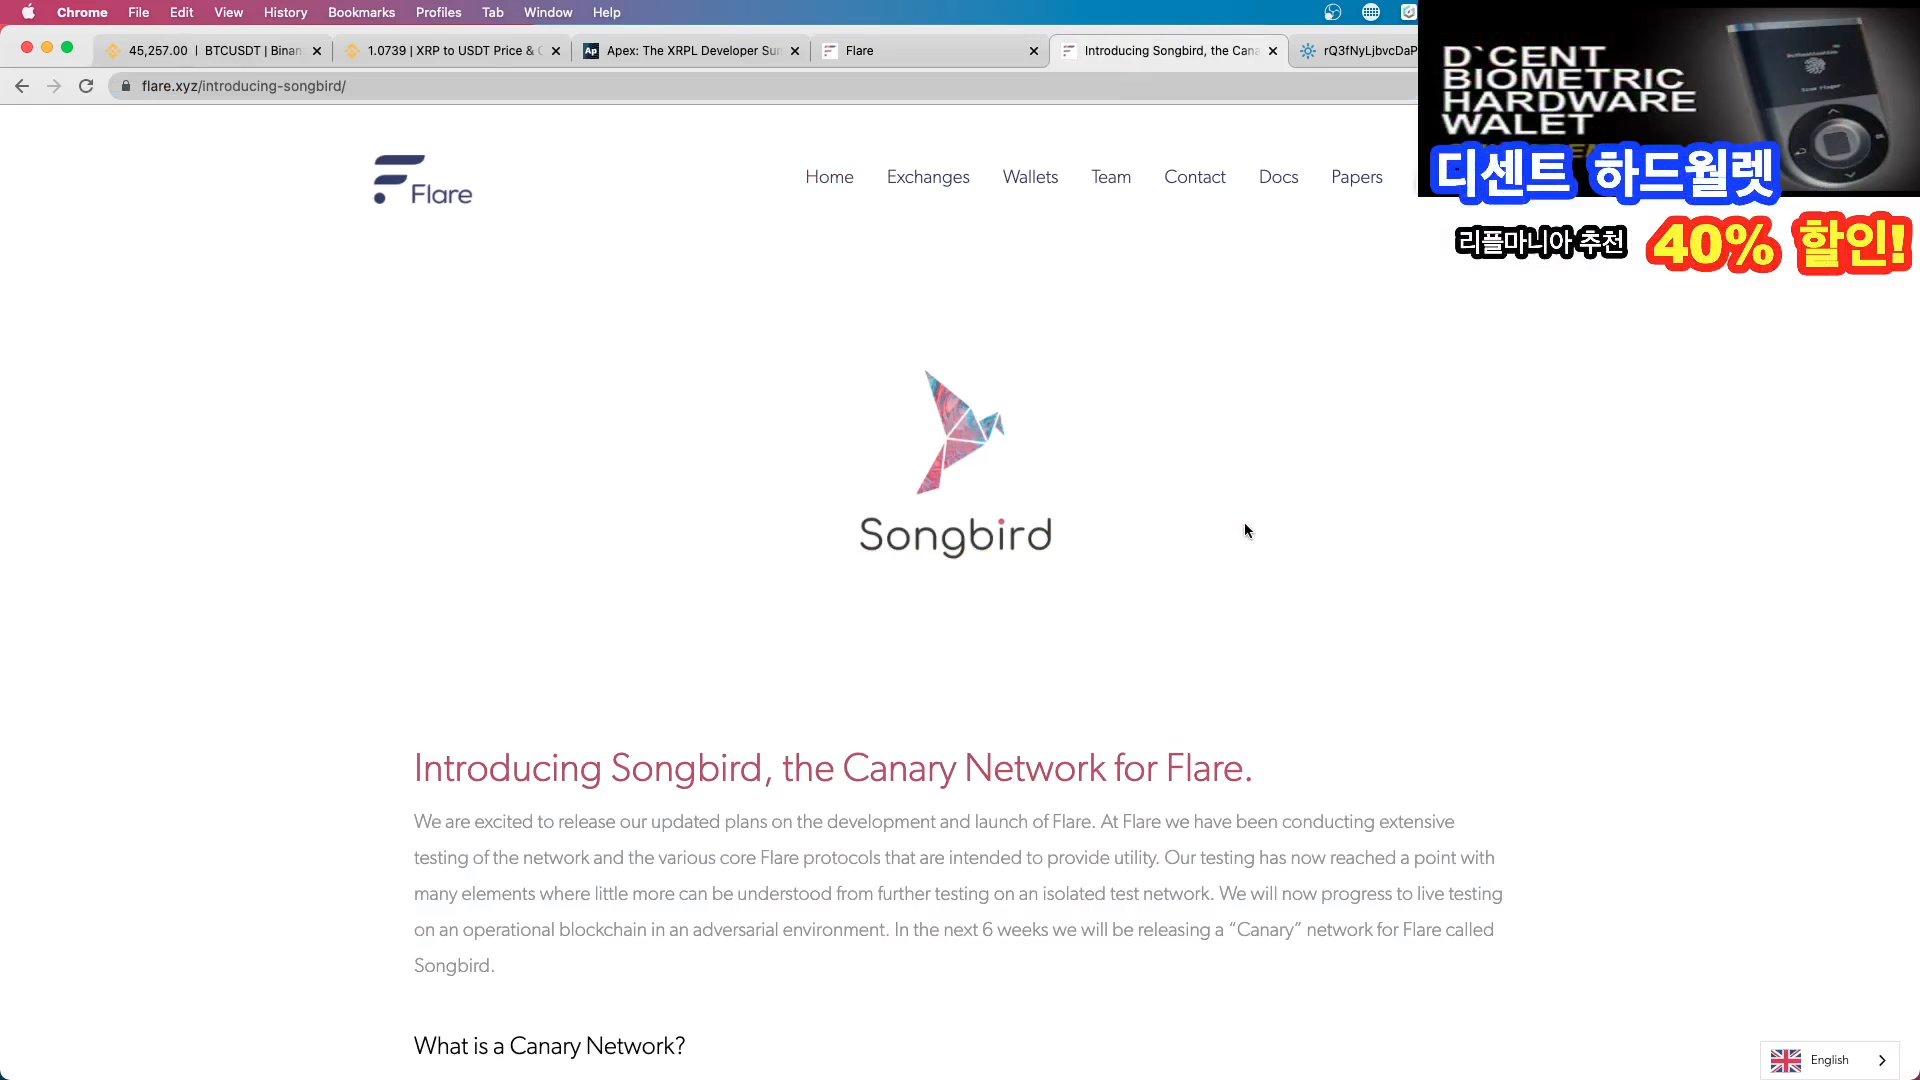 Chrome File Edit View History Bookmarks Profiles Tab Window Help
45,257.00 | BTCUSDT | Binan
1.0739 | XRP to USDT Price &
Apex: The XRPL Developer Sum
Flare
Introducing Songbird, the Cana
rQ3fNyLjbvcDaP
flare.xyz/introducing-songbird/
D`CENT
BIOMETRIC
HARDWARE
WALET
디센트 하드월렛
리플마니아 추천 40% 할인!
Flare
Home Exchanges Wallets Team Contact Docs Papers
Songbird
Introducing Songbird, the Canary Network for Flare.
We are excited to release our updated plans on the development and launch of Flare. At Flare we have been conducting extensive
testing of the network and the various core Flare protocols that are intended to provide utility. Our testing has now reached a point with
many elements where little more can be understood from further testing on an isolated test network. We will now progress to live testing
on an operational blockchain in an adversarial environment. In the next 6 weeks we will be releasing a “Canary” network for Flare called
Songbird.
What is a Canary Network?
English